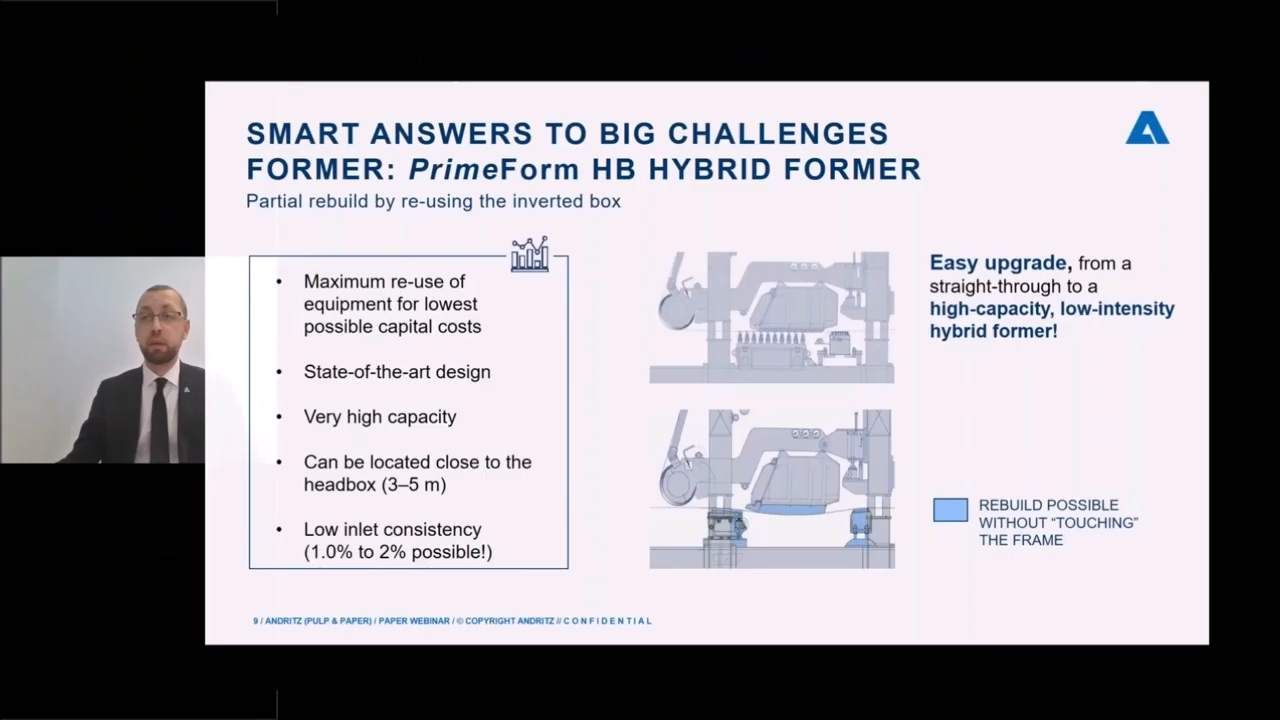 SMART ANSWERS TO BIG CHALLENGES
FORMER: PrimeForm HB HYBRID FORMER
Partial rebuild by re-using the inverted box
• Maximum re-use of
equipment for lowest
possible capital costs
• State-of-the-art design
• Very high capacity
• Can be located close to the
headbox (3–5 m)
• Low inlet consistency
(1.0% to 2% possible!)
Easy upgrade, from a
straight-through to a
high-capacity, low-intensity
hybrid former!
REBUILD POSSIBLE
WITHOUT “TOUCHING”
THE FRAME
9 / ANDRITZ (PULP & PAPER) / PAPER WEBINAR / © COPYRIGHT ANDRITZ // CONFIDENTIAL